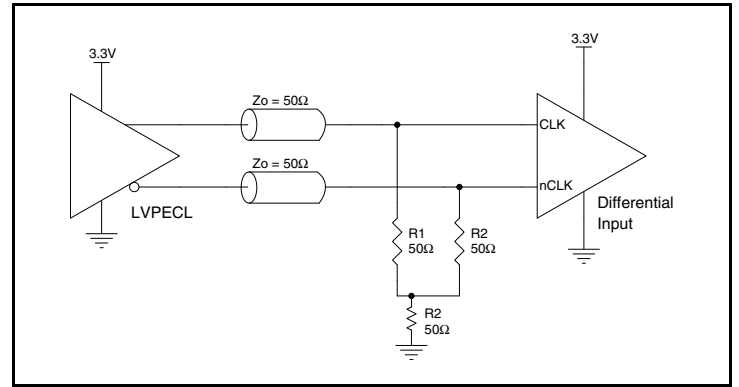 3.3V
3.3V
Zo = 50Ω
CLK
Zo = 50Ω
nCLK
LVPECL
Differential
Input
R1
50Ω
R2
50Ω
R2
50Ω